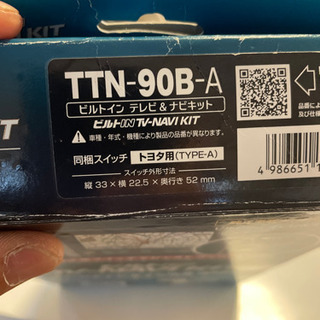 KIT
TTN-90B-A
ビルトイン テレビ&ナビキット
ビルトIN TV-NAVI KIT
車種・年式・機種により製品の品番が異なります。
同梱スイッチ トヨタ用(TYPE-A)
スイッチ外形寸法
縦 33 × 横 22.5 × 奥行き 52 mm
4 986651 1